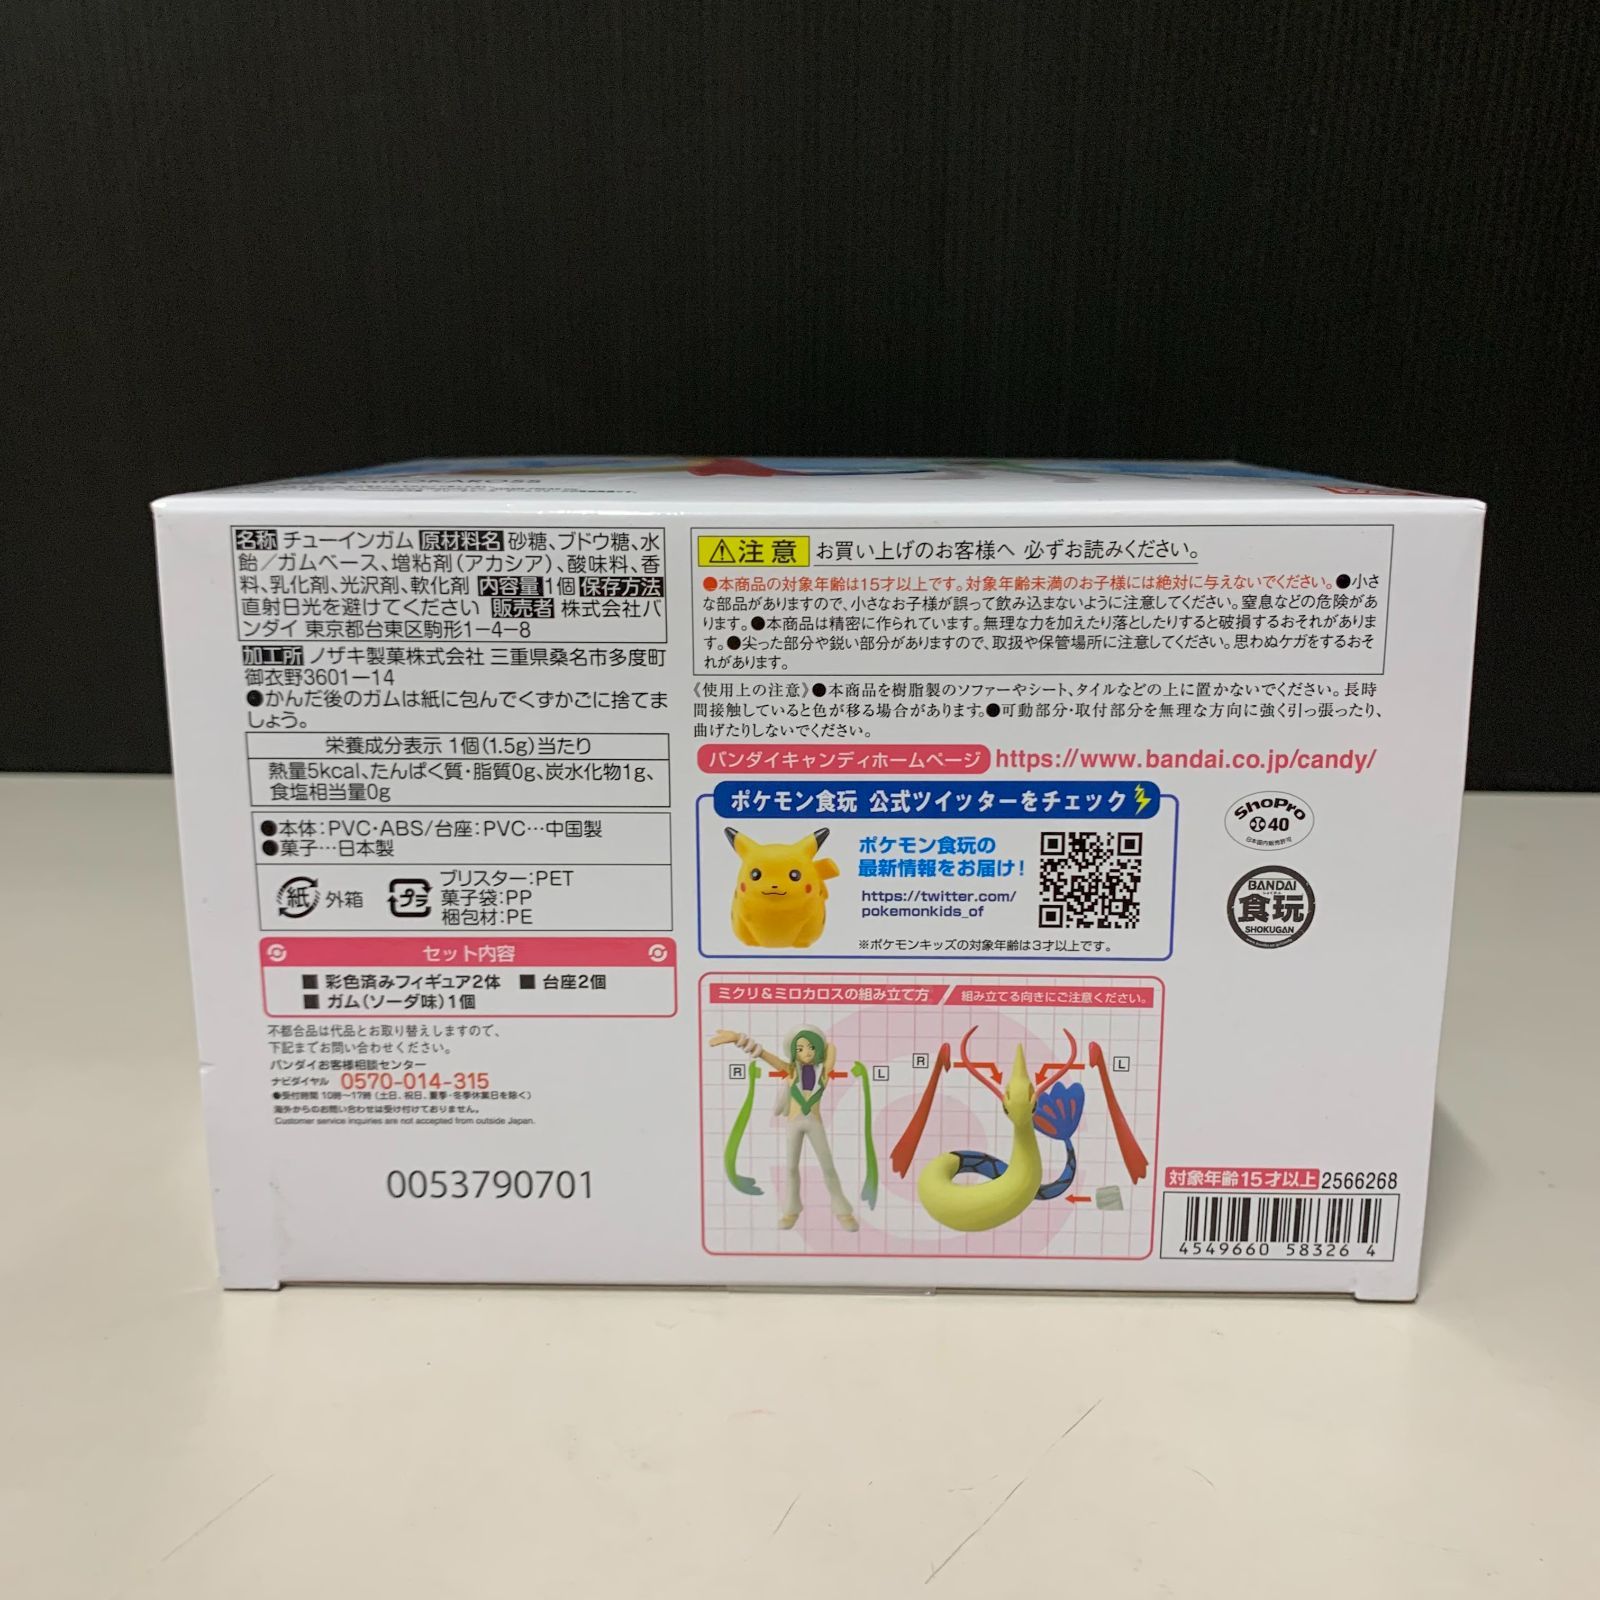 名称 チューインガム 原材料名 砂糖、ブドウ糖、水
飴／ガムベース、増粘剤(アカシア)、酸味料、香
料、乳化剤、光沢剤、軟化剤 内容量 1個 保存方法
直射日光を避けてください 販売者 株式会社バ
ンダイ 東京都台東区駒形1-4-8
加工所 ノザキ製菓株式会社 三重県桑名市多度町
御衣野3601-14
●かんだ後のガムは紙に包んでくずかごに捨てま
しょう。
栄養成分表示 1個(1.5g)当たり
熱量5kcal、たんぱく質・脂質0g、炭水化物1g、
食塩相当量0g
●本体：PVC・ABS/台座：PVC…中国製
●菓子…日本製
紙 外箱
プラ
ブリスター：PET
菓子袋：PP
梱包材：PE
セット内容
■ 彩色済みフィギュア2体 ■ 台座2個
■ ガム(ソーダ味)1個
不都合品は代品とお取り替えしますので、
下記までお問い合わせください。
バンダイお客様相談センター
ナビダイヤル 0570-014-315
●受付時間 10時～17時 (土日、祝日、夏季・冬季休業日を除く)
海外からのお問い合わせは受け付けておりません。
Customer service inquiries are not accepted from outside Japan.
0053790701
⚠注意 お買い上げのお客様へ 必ずお読みください。
●本商品の対象年齢は15才以上です。対象年齢未満のお子様には絶対に与えないでください。●小さ
な部品がありますので、小さなお子様が誤って飲み込まないように注意してください。窒息などの危険があ
ります。●本商品は精密に作られています。無理な力を加えたり落としたりすると破損するおそれがありま
す。●尖った部分や鋭い部分がありますので、取扱や保管場所に注意してください。思わぬケガをするおそ
れがあります。
《使用上の注意》●本商品を樹脂製のソファーやシート、タイルなどの上に置かないでください。長時
間接触していると色が移る場合があります。●可動部分・取付部分を無理な方向に強く引っ張ったり、
曲げたりしないでください。
バンダイキャンディホームページ https://www.bandai.co.jp/candy/
ポケモン食玩 公式ツイッターをチェック
ポケモン食玩の
最新情報をお届け！
https://twitter.com/
pokemonkids_of
※ポケモンキッズの対象年齢は3才以上です。
ShoPro
40
日本国内販売許可
BANDAI
食玩
SHOKUGAN
ミクリ＆ミロカロスの組み立て方 ／ 組み立てる向きにご注意ください。
R L R L
対象年齢15才以上 2566268
4549660 58326 4